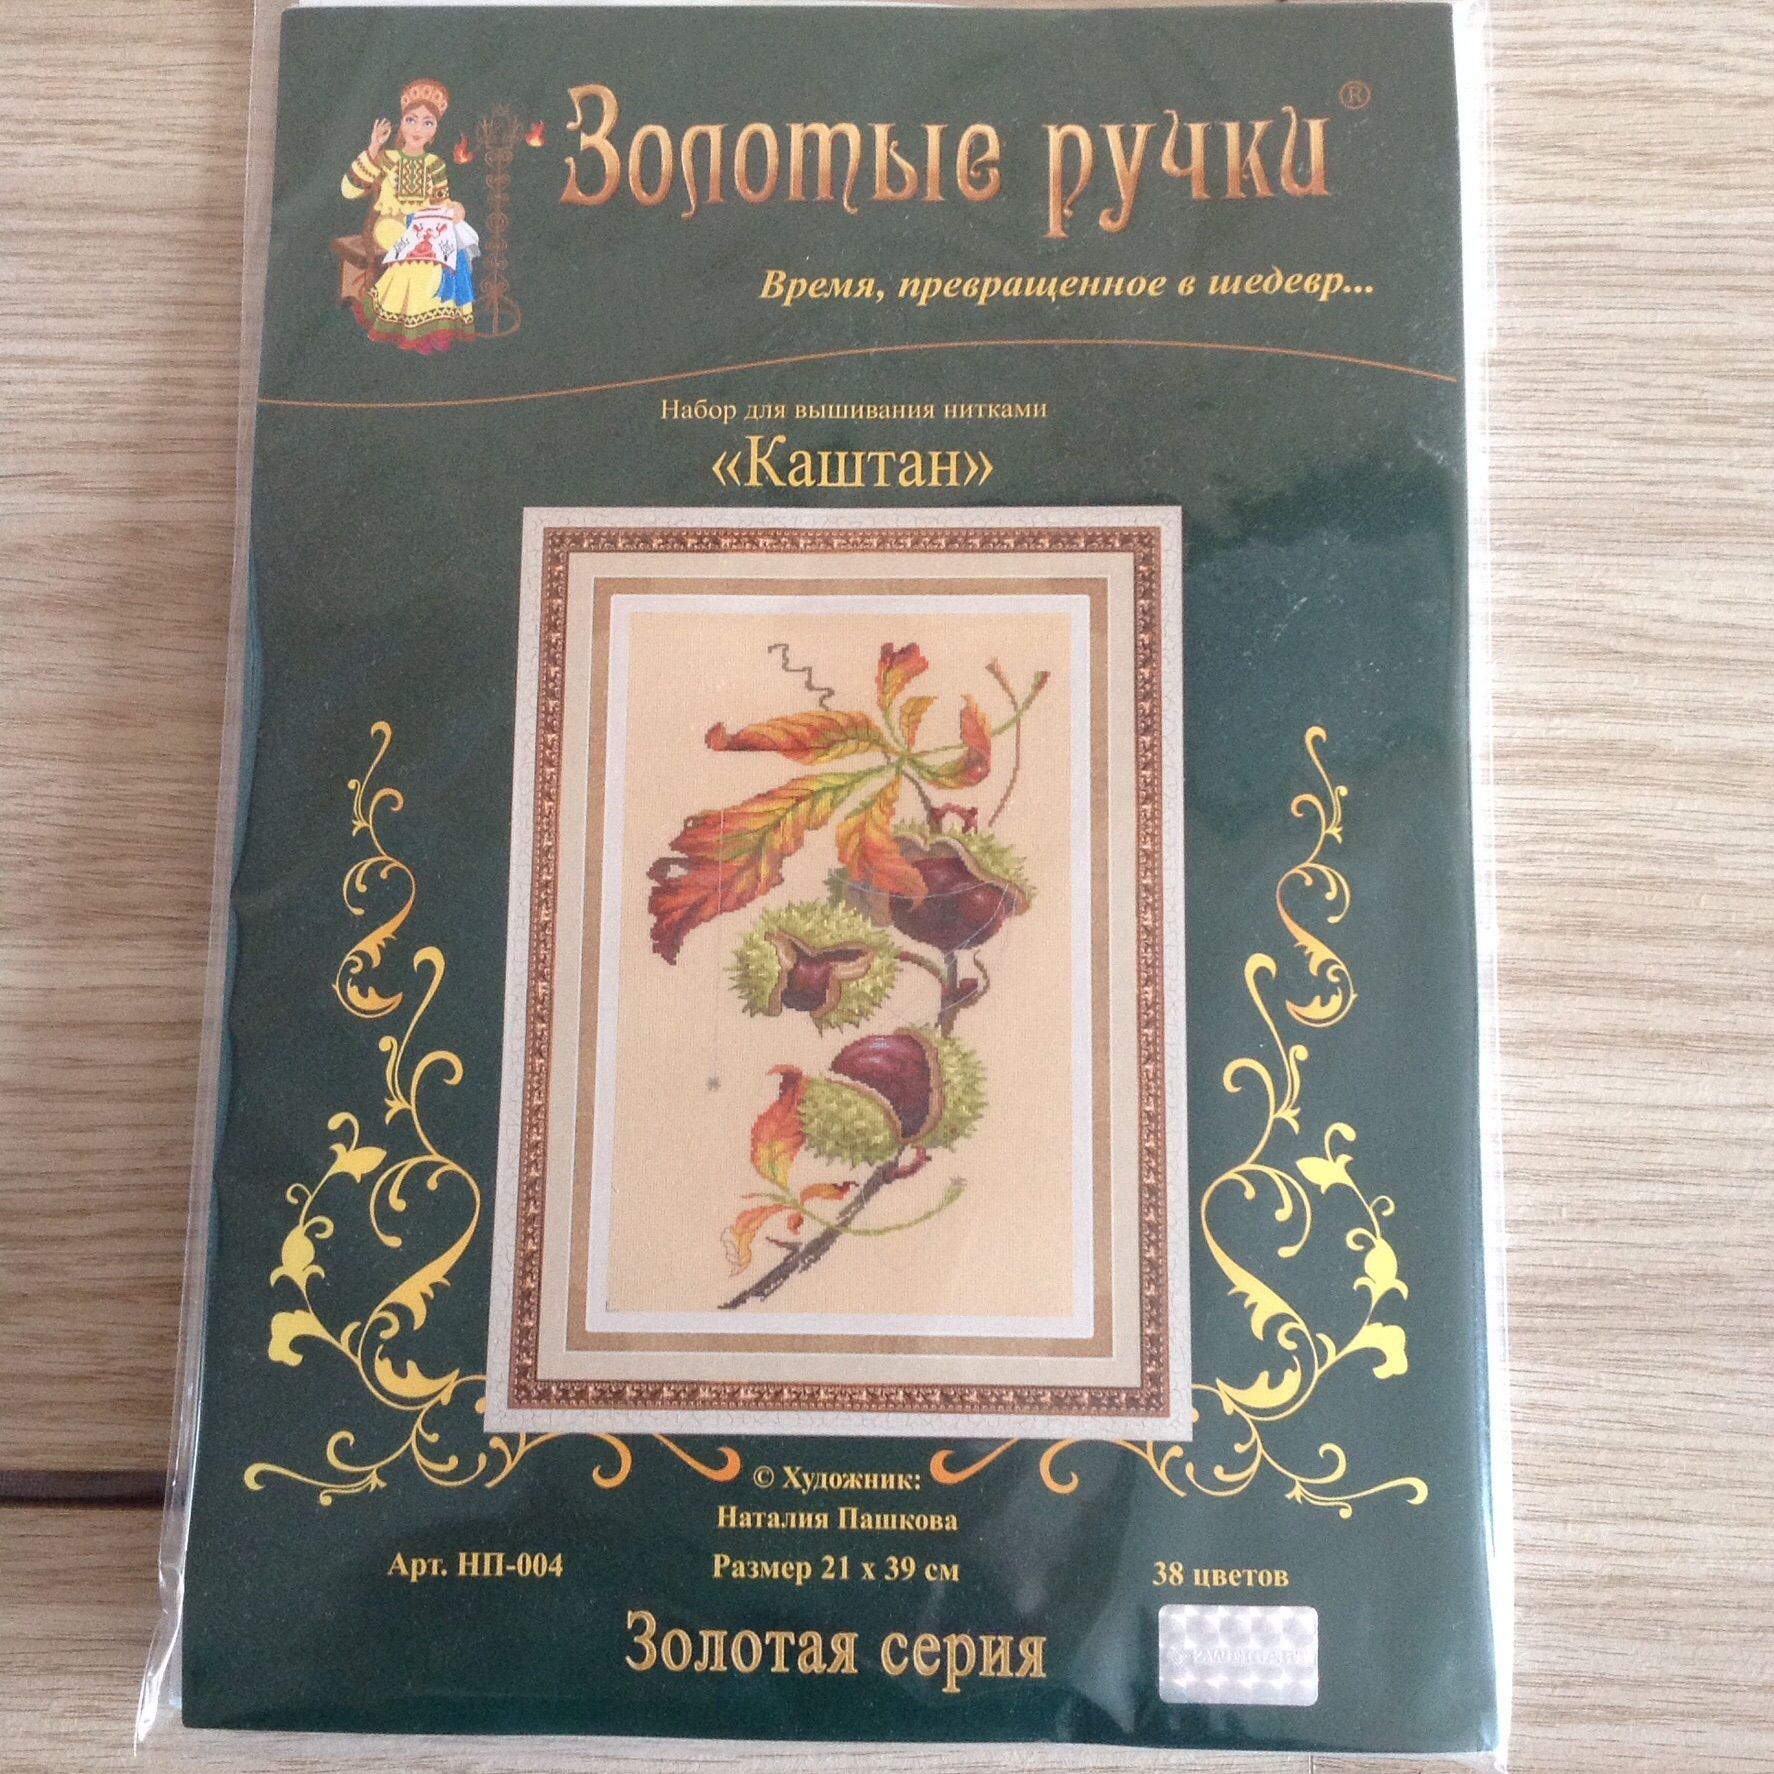 Золотые ручки®
Время, превращенное в шедевр...
Набор для вышивания нитками
«Каштан»
© Художник:
Наталия Пашкова
Арт. НП-004 Размер 21 х 39 см 38 цветов
Золотая серия